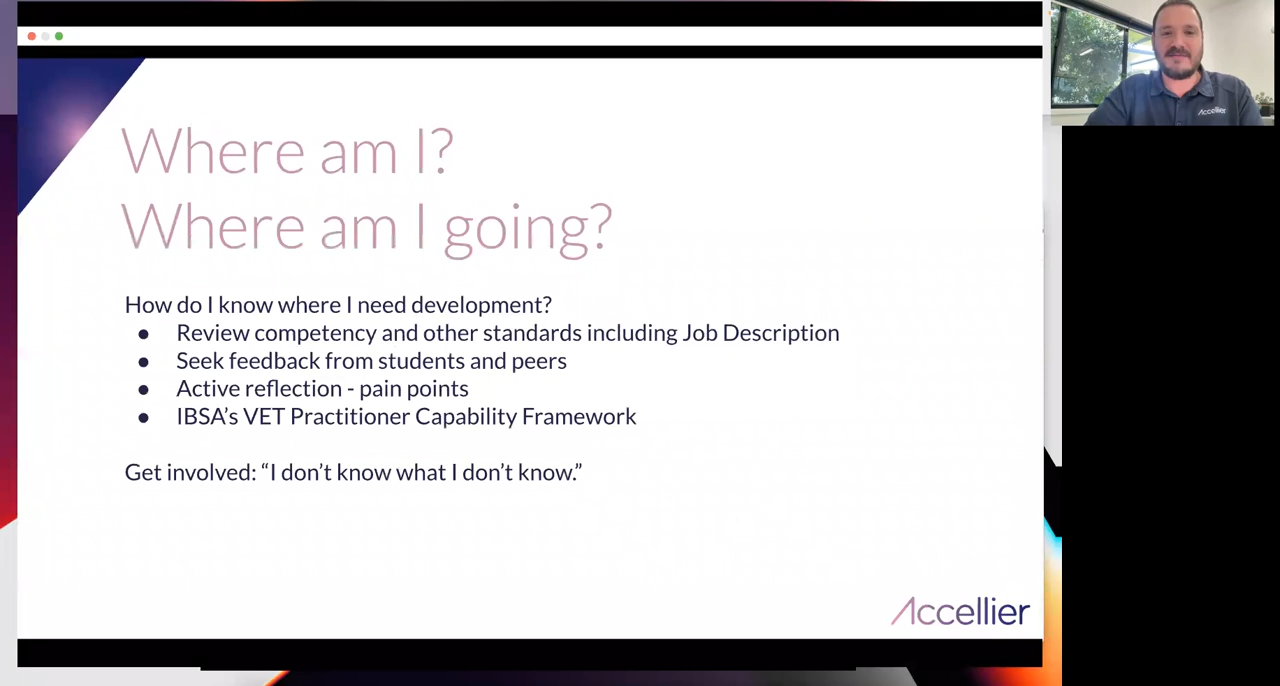 Where am I?
Where am I going?
How do I know where I need development?
● Review competency and other standards including Job Description
● Seek feedback from students and peers
● Active reflection - pain points
● IBSA’s VET Practitioner Capability Framework
Get involved: “I don’t know what I don’t know.”
Accellier
Accellier